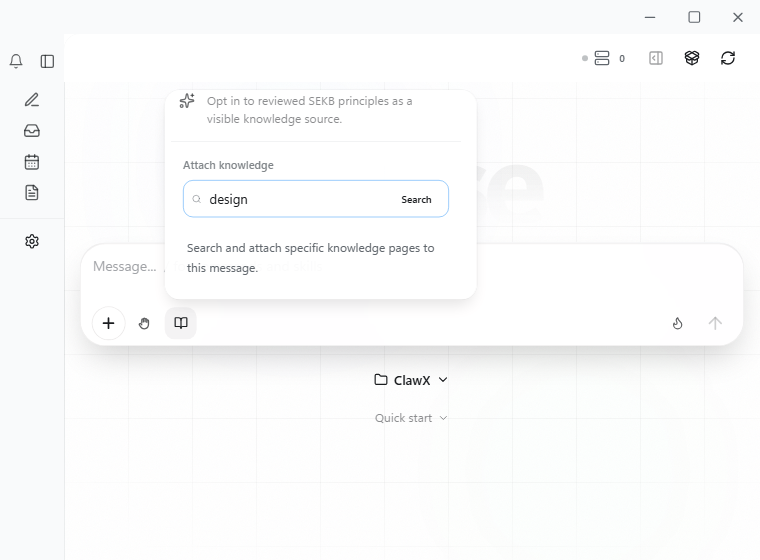 0
Opt in to reviewed SEKB principles as a
visible knowledge source.
Attach knowledge
design
Search
Search and attach specific knowledge pages to
this message.
Message...
ClawX
Quick start